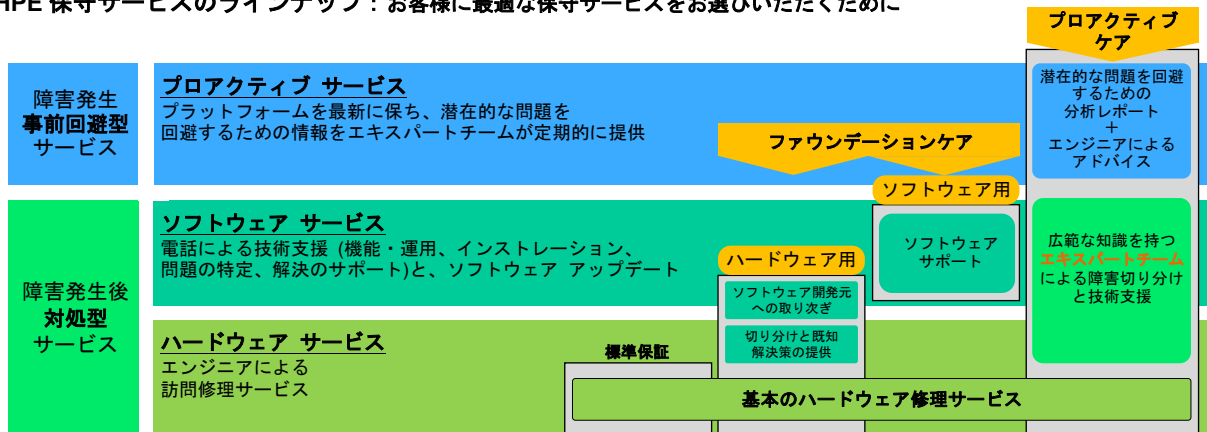 HPE 保守サービスのラインナップ：お客様に最適な保守サービスをお選びいただくために
プロアクティブ
ケア
障害発生
事前回避型
サービス
プロアクティブ サービス
プラットフォームを最新に保ち、潜在的な問題を
回避するための情報をエキスパートチームが定期的に提供
ファウンデーションケア
潜在的な問題を回避
するための
分析レポート
＋
エンジニアによる
アドバイス
障害発生後
対処型
サービス
ソフトウェア サービス
電話による技術支援 (機能・運用、インストレーション、
問題の特定、解決のサポート)と、ソフトウェア アップデート
ソフトウェア用
ソフトウェア
サポート
ハードウェア用
ソフトウェア開発元
への取り次ぎ
切り分けと既知
解決策の提供
広範な知識を持つ
エキスパートチーム
による障害切り分け
と技術支援
ハードウェア サービス
エンジニアによる
訪問修理サービス
標準保証
基本のハードウェア修理サービス